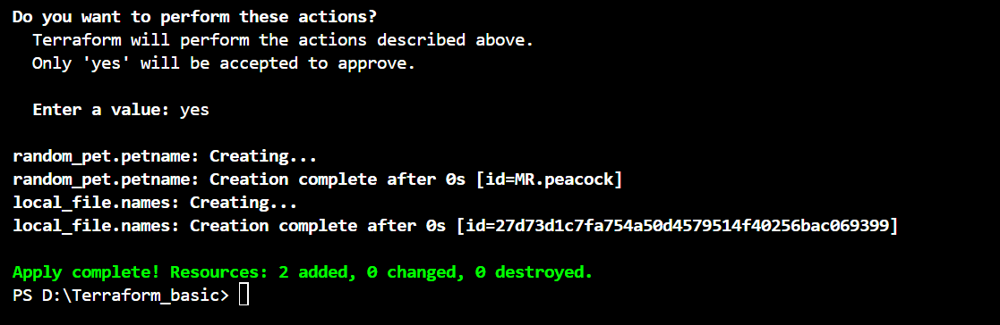 Do you want to perform these actions?
Terraform will perform the actions described above.
Only 'yes' will be accepted to approve.
Enter a value: yes
random_pet.petname: Creating...
random_pet.petname: Creation complete after 0s [id=MR.peacock]
local_file.names: Creating...
local_file.names: Creation complete after 0s [id=27d73d1c7fa754a50d4579514f40256bac069399]
Apply complete! Resources: 2 added, 0 changed, 0 destroyed.
PS D:\Terraform_basic>